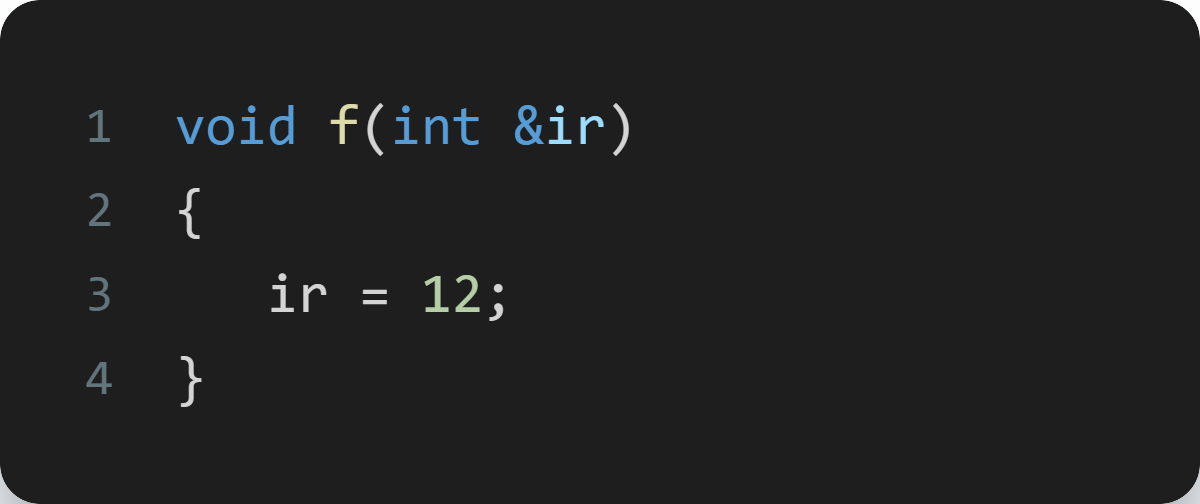 1 void f(int &ir)
2 {
3 ir = 12;
4 }